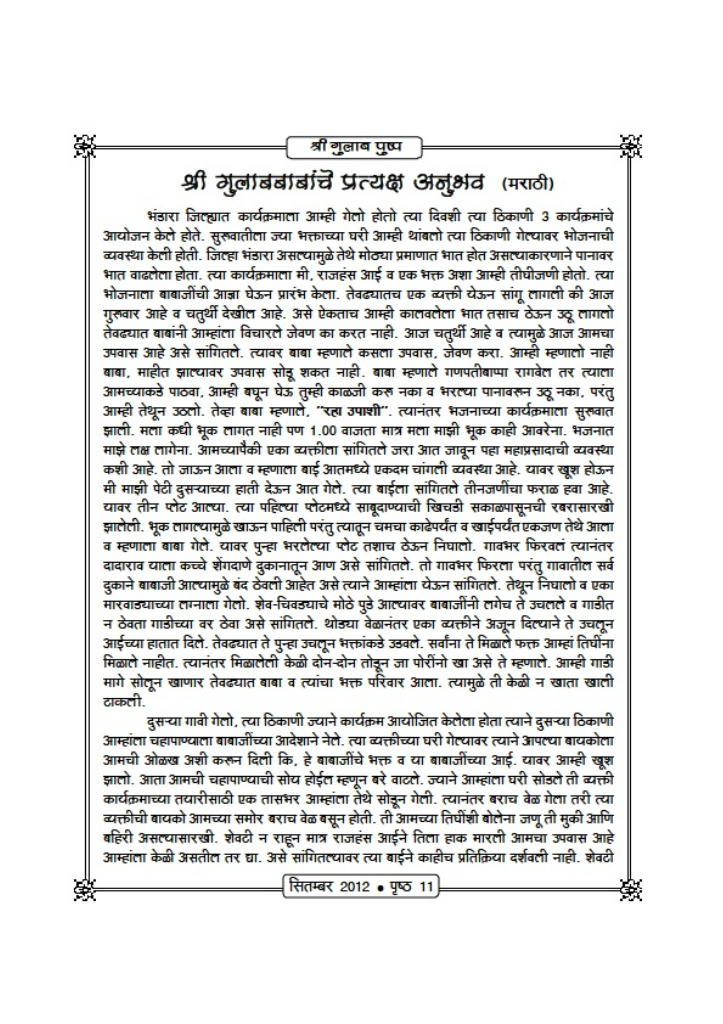 श्री गुलाब पुष्प
श्री गुलाबबाबांचे प्रत्यक्ष अनुभव (मराठी)
भंडारा जिल्ह्यात कार्यक्रमाला आम्ही गेलो होतो त्या दिवशी त्या ठिकाणी 3 कार्यक्रमांचे
आयोजन केले होते. सुरूवातीला ज्या भक्ताच्या घरी आम्ही थांबलो त्या ठिकाणी गेल्यावर भोजनाची
व्यवस्था केली होती. जिल्हा भंडारा असल्यामुळे तेथे मोठ्या प्रमाणात भात होत असल्याकारणाने पानावर
भात वाढलेला होता. त्या कार्यक्रमाला मी, राजहंस आई व एक भक्त अशा आम्ही तीघीजणी होतो. त्या
भोजनाला बाबाजींची आज्ञा घेऊन प्रारंभ केला. तेवढ्यातच एक व्यक्ती येऊन सांगू लागली की आज
गुरूवार आहे व चतुर्थी देखील आहे. असे ऐकताच आम्ही कालवलेला भात तसाच ठेऊन उठू लागलो
तेवढ्यात बाबांनी आम्हांला विचारले जेवण का करत नाही. आज चतुर्थी आहे व त्यामुळे आज आमचा
उपवास आहे असे सांगितले. त्यावर बाबा म्हणाले कसला उपवास, जेवण करा. आम्ही म्हणालो नाही
बाबा, माहीत झाल्यावर उपवास सोडू शकत नाही. बाबा म्हणाले गणपतीबाप्पा रागवेल तर त्याला
आमच्याकडे पाठवा, आम्ही बघून घेऊ तुम्ही काळजी करू नका व भरल्या पानावरून उठू नका, परंतु
आम्ही तेथून उठलो. तेव्हा बाबा म्हणाले, "रह्य उपाशी". त्यानंतर भजनाच्या कार्यक्रमाला सुरूवात
झाली. मला कधी भूक लागत नाही पण 1.00 वाजता मात्र मला माझी भूक काही आवरेना. भजनात
माझे लक्ष लागेना. आमच्यापैकी एका व्यक्तीला सांगितले जरा आत जावून पहा महाप्रसादाची व्यवस्था
कशी आहे. तो जाऊन आला व म्हणाला बाई आतमध्ये एकदम चांगली व्यवस्था आहे. यावर खूश होऊन
मी माझी पेटी दुसऱ्याच्या हाती देऊन आत गेले. त्या बाईला सांगितले तीनजणींचा फराळ हवा आहे.
यावर तीन प्लेट आल्या. त्या पहिल्या प्लेटमध्ये साबूदाण्याची खिचडी सकाळपासूनची रबरासारखी
झालेली. भूक लागल्यामुळे खाऊन पाहिली परंतु त्यातून चमचा काढेपर्यंत व खाईपर्यंत एकजण तेथे आला
व म्हणाला बाबा गेले. यावर पुन्हा भरलेल्या प्लेट तशाच ठेऊन निघालो. गावभर फिरवलं त्यानंतर
दादाराव याला कच्चे शेंगदाणे दुकानातून आण असे सांगितले. तो गावभर फिरला परंतु गावातील सर्व
दुकाने बाबाजी आल्यामुळे बंद ठेवली आहेत असे त्याने आम्हांला येऊन सांगितले. तेथून निघालो व एका
मारवाड्याच्या लग्नाला गेलो. शेव-चिवड्याचे मोठे पुडे आल्यावर बाबाजींनी लगेच ते उचलले व गाडीत
न ठेवता गाडीच्या वर ठेवा असे सांगितले. थोड्या वेळानंतर एका व्यक्तीने अजून दिल्याने ते उचलून
आईच्या हातात दिले. तेवढ्यात ते पुन्हा उचलून भक्तांकडे उडवले. सर्वांना ते मिळाले फक्त आम्हां तिघींना
मिळाले नाहीत. त्यानंतर मिळालेली केळी दोन-दोन तोडून जा पोरींनो खा असे ते म्हणाले. आम्ही गाडी
मागे सोलून खाणार तेवढ्यात बाबा व त्यांचा भक्त परिवार आला. त्यामुळे ती केळी न खाता खाली
टाकली.
दुसऱ्या गावी गेलो, त्या ठिकाणी ज्याने कार्यक्रम आयोजित केलेला होता त्याने दुसऱ्या ठिकाणी
आम्हांला चहापाण्याला बाबाजींच्या आदेशाने नेले. त्या व्यक्तीच्या घरी गेल्यावर त्याने आपल्या बायकोला
आमची ओळख अशी करून दिली कि, हे बाबाजींचे भक्त व या बाबाजींच्या आई. यावर आम्ही खूश
झालो. आता आमची चहापाण्याची सोय होईल म्हणून बरे वाटले. ज्याने आम्हांला घरी सोडले ती व्यक्ती
कार्यक्रमाच्या तयारीसाठी एक तासभर आम्हांला तेथे सोडून गेली. त्यानंतर बराच वेळ गेला तरी त्या
व्यक्तीची बायको आमच्या समोर बराच वेळ बसून होती. ती आमच्या तिघींशी बोलेना जणू ती मुकी आणि
बहिरी असल्यासारखी. शेवटी न राहून मात्र राजहंस आईने तिला हाक मारली आमचा उपवास आहे
आम्हांला केळी असतील तर द्या. असे सांगितल्यावर त्या बाईने काहीच प्रतिक्रिया दर्शवली नाही. शेवटी
सितम्बर 2012 ● पृष्ठ 11